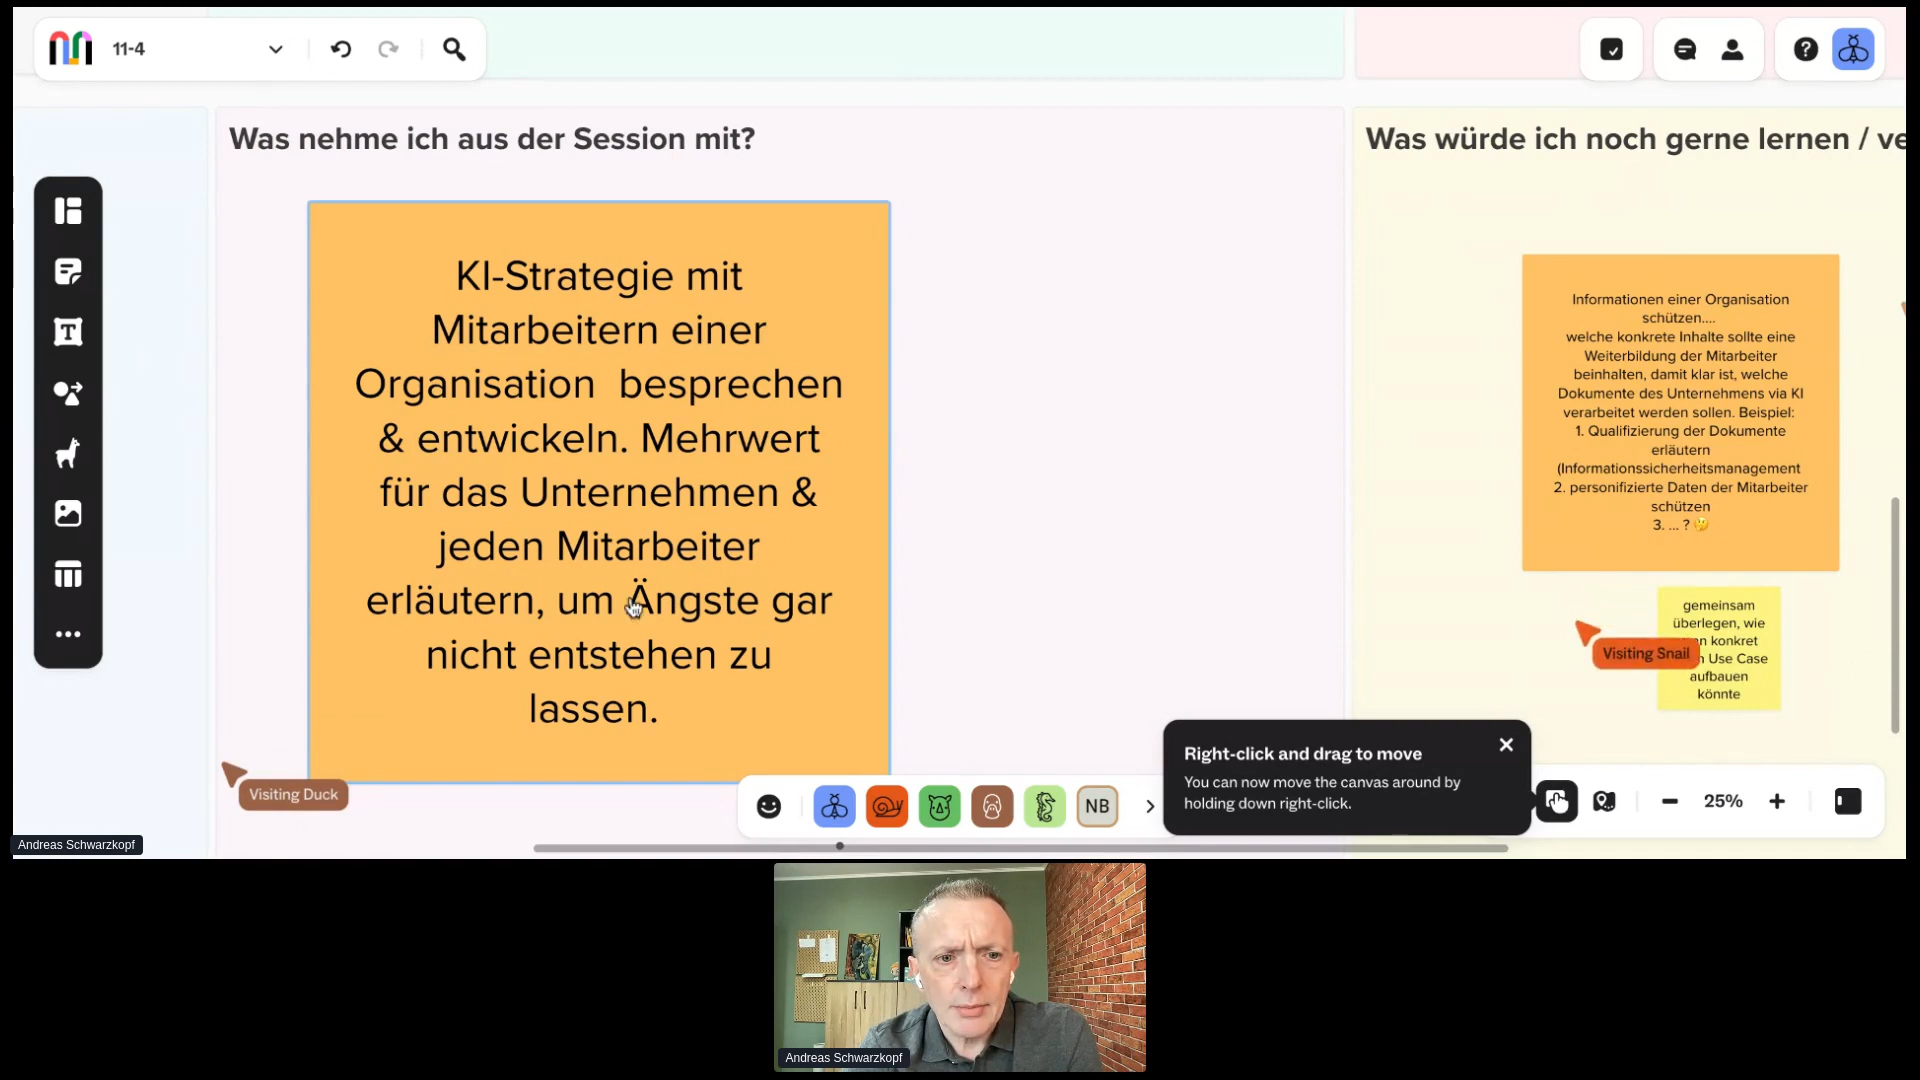 11-4
Was nehme ich aus der Session mit?
KI-Strategie mit
Mitarbeitern einer
Organisation besprechen
& entwickeln. Mehrwert
für das Unternehmen &
jeden Mitarbeiter
erläutern, um Ängste gar
nicht entstehen zu
lassen.
Was würde ich noch gerne lernen / ve
Informationen einer Organisation
schützen....
welche konkrete Inhalte sollte eine
Weiterbildung der Mitarbeiter
beinhalten, damit klar ist, welche
Dokumente des Unternehmens via KI
verarbeitet werden sollen. Beispiel:
1. Qualifizierung der Dokumente
erläutern
(Informationssicherheitsmanagement
2. personifizierte Daten der Mitarbeiter
schützen
3. ... ? 🤔
gemeinsam
überlegen, wie
konkret
Use Case
aufbauen
könnte
Visiting Snail
Visiting Duck
Right-click and drag to move
You can now move the canvas around by
holding down right-click.
NB
25%
Andreas Schwarzkopf
Andreas Schwarzkopf